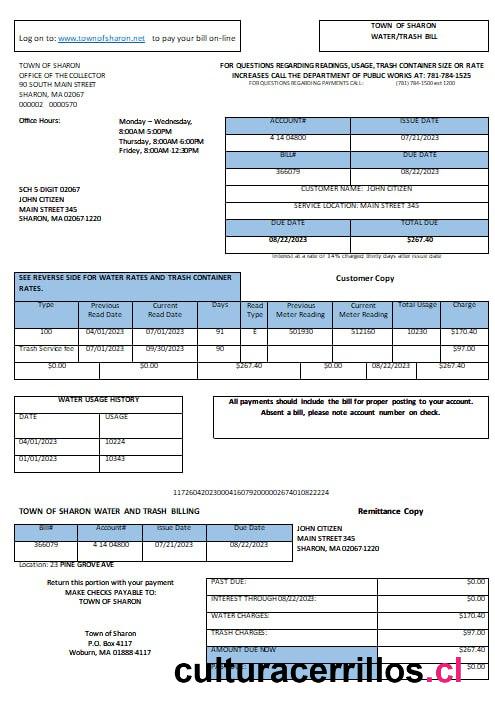 Log on to: www.townofsharon.net to pay your bill on-line
TOWN OF SHARON
WATER/TRASH BILL
TOWN OF SHARON
OFFICE OF THE COLLECTOR
90 SOUTH MAIN STREET
SHARON, MA 02067
000002 0000570
FOR QUESTIONS REGARDING READINGS, USAGE, TRASH CONTAINER SIZE OR RATE
INCREASES CALL THE DEPARTMENT OF PUBLIC WORKS AT: 781-784-1525
FOR QUESTIONS REGARDING PAYMENTS CALL: (781) 784-1500 ext 1200
Office Hours:
Monday – Wednesday,
8:00AM-5:00PM
Thursday, 8:00AM-6:00PM
Friday, 8:00AM-12:30PM
ACCOUNT# ISSUE DATE
4 14 04800 07/21/2023
BILL# DUE DATE
366079 08/22/2023
CUSTOMER NAME: JOHN CITIZEN
SERVICE LOCATION: MAIN STREET 345
DUE DATE TOTAL DUE
08/22/2023 $267.40
Interest at a rate of 14% charged thirty days after issue date
SCH 5-DIGIT 02067
JOHN CITIZEN
MAIN STREET 345
SHARON, MA 02067-1220
SEE REVERSE SIDE FOR WATER RATES AND TRASH CONTAINER
RATES.
Customer Copy
Type Previous Read Date Current Read Date Days Read Type Previous Meter Reading Current Meter Reading Total Usage Charge
100 04/01/2023 07/01/2023 91 E 501930 512160 10230 $170.40
Trash Service fee 07/01/2023 09/30/2023 90 $97.00
$0.00 $0.00 $267.40 $0.00 08/22/2023 $267.40
WATER USAGE HISTORY
DATE USAGE
04/01/2023 10224
01/01/2023 10343
All payments should include the bill for proper posting to your account.
Absent a bill, please note account number on check.
117260420230004160792000002674010822224
TOWN OF SHARON WATER AND TRASH BILLING
Remittance Copy
Bill# Account# Issue Date Due Date
366079 4 14 04800 07/21/2023 08/22/2023
JOHN CITIZEN
MAIN STREET 345
SHARON, MA 02067-1220
Location: 23 PINE GROVE AVE
Return this portion with your payment
MAKE CHECKS PAYABLE TO:
TOWN OF SHARON
Town of Sharon
P.O. Box 4117
Woburn, MA 01888-4117
PAST DUE: $0.00
INTEREST THROUGH 08/22/2023: $0.00
WATER CHARGES: $170.40
TRASH CHARGES: $97.00
AMOUNT DUE NOW $267.40
$0.00
culturacerrillos.cl